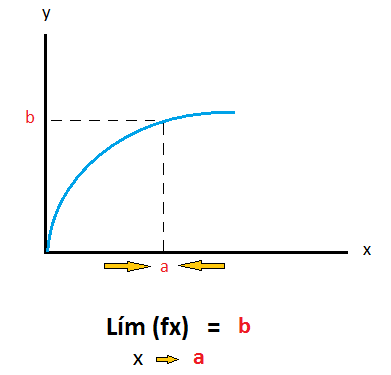 y
b
x
a
Lím (fx) = b
x ⇨ a